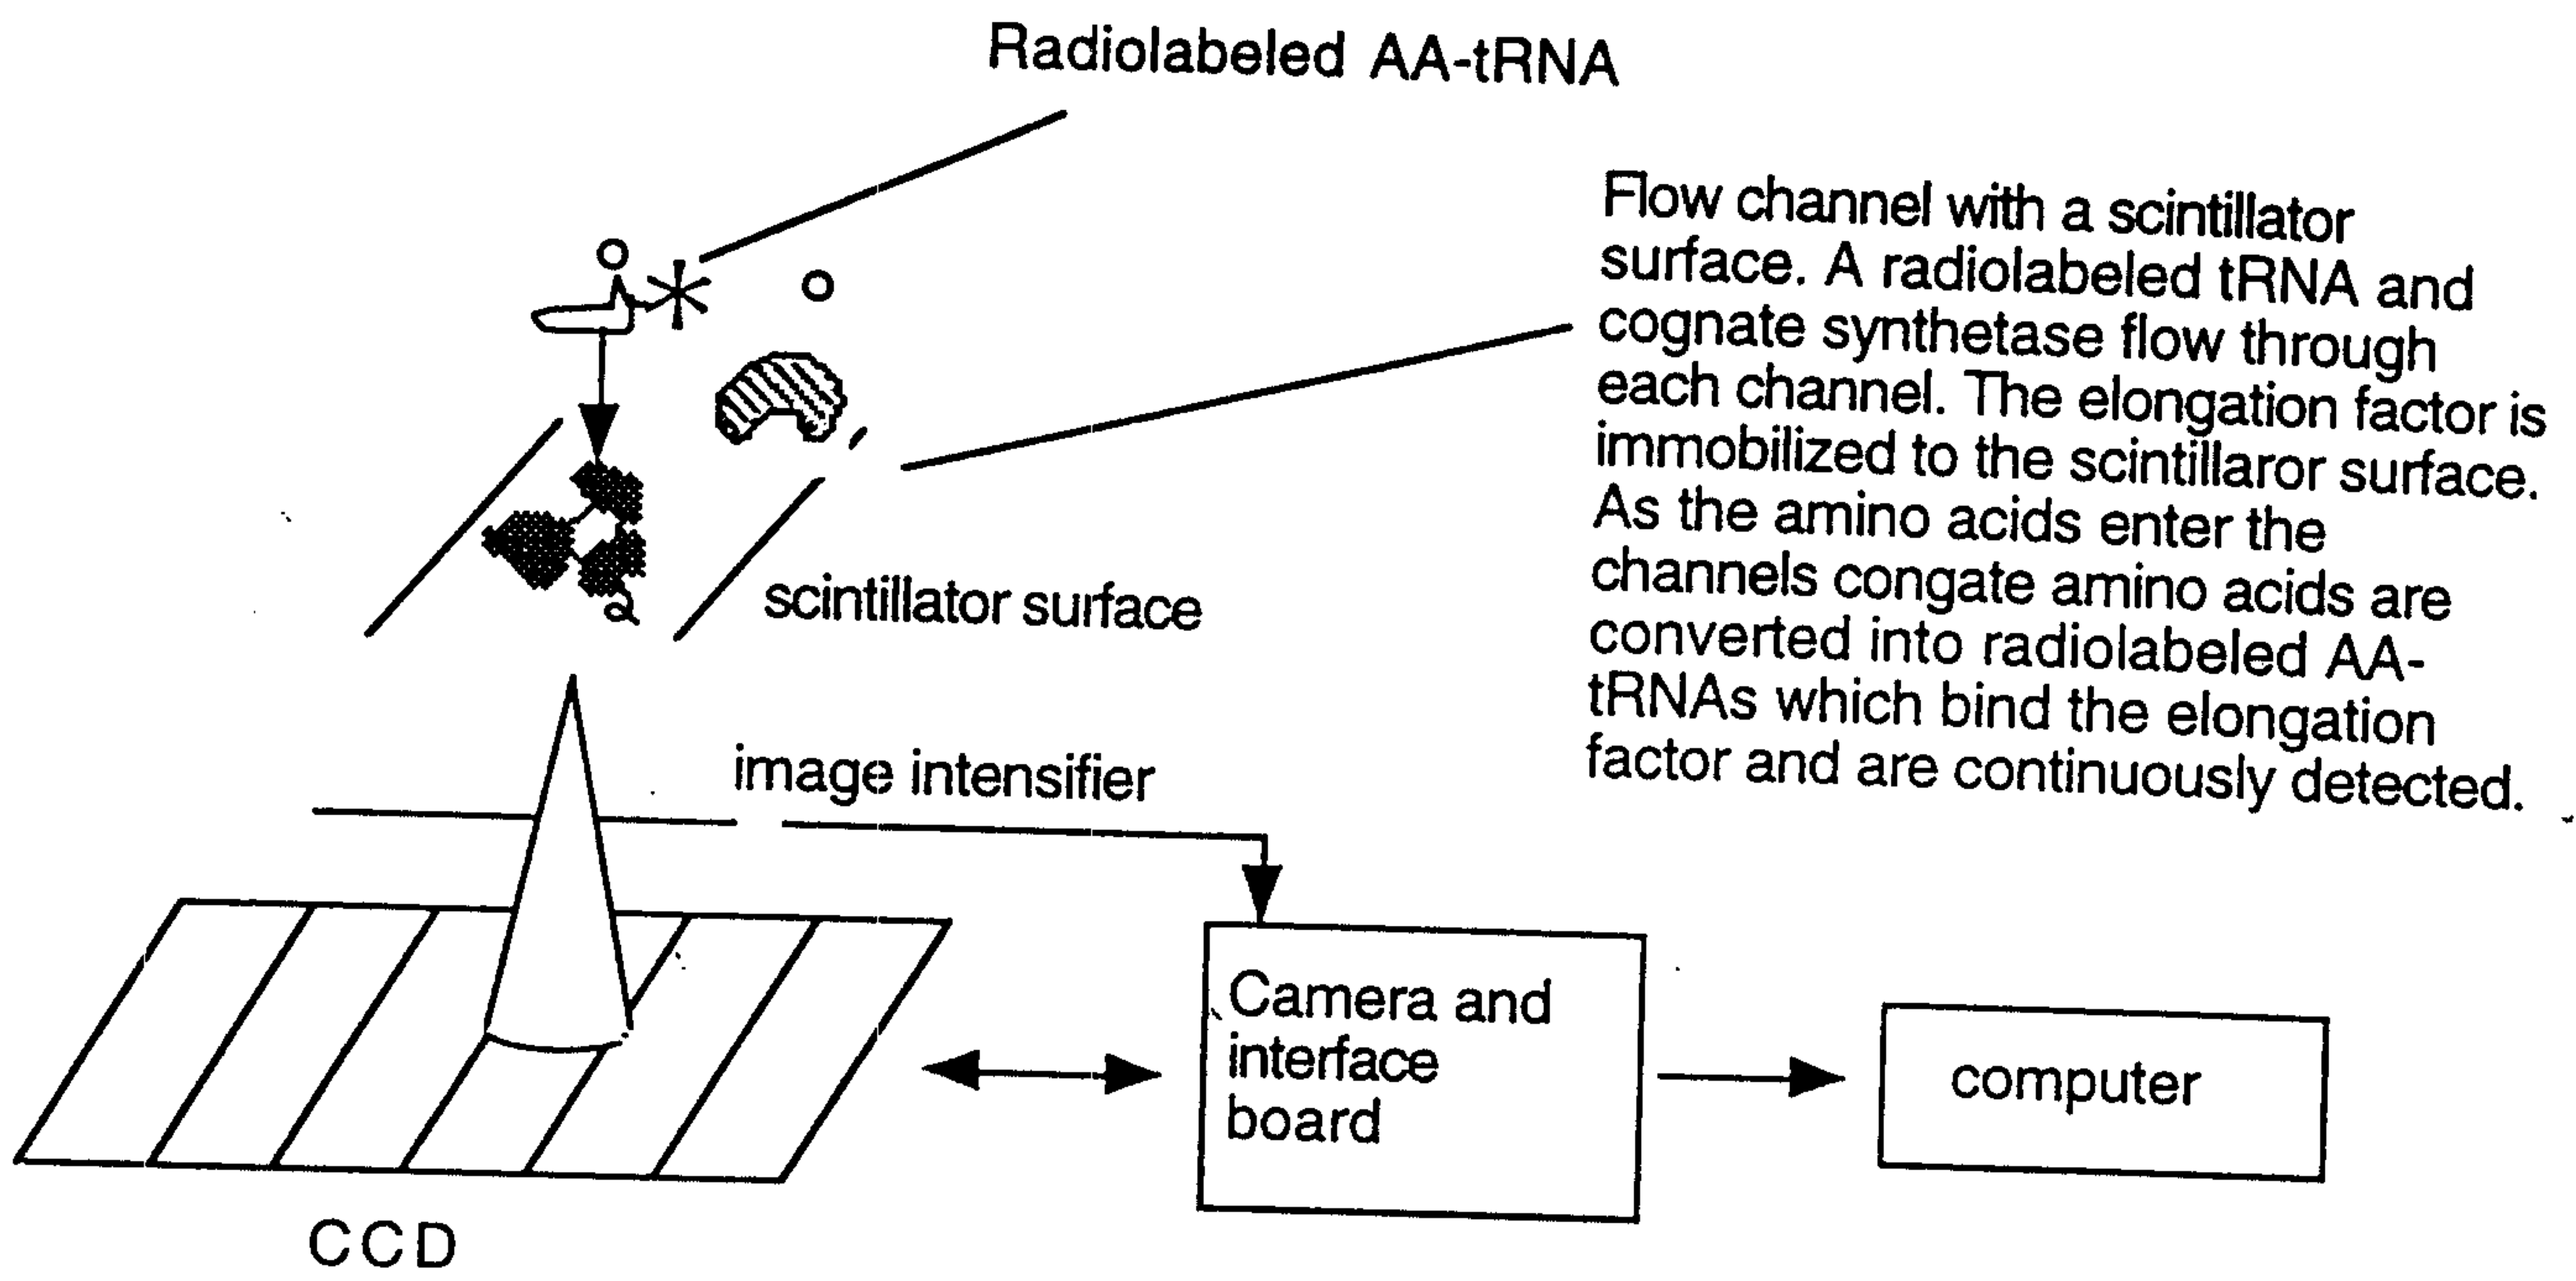 Radiolabeled AA-tRNA
Flow channel with a scintillator
surface. A radiolabeled tRNA and
cognate synthetase flow through
each channel. The elongation factor is
immobilized to the scintillaror surface.
As the amino acids enter the
channels congate amino acids are
converted into radiolabeled AA-
tRNAs which bind the elongation
factor and are continuously detected.
scintillator surface
image intensifier
Camera and
interface
board
computer
CCD